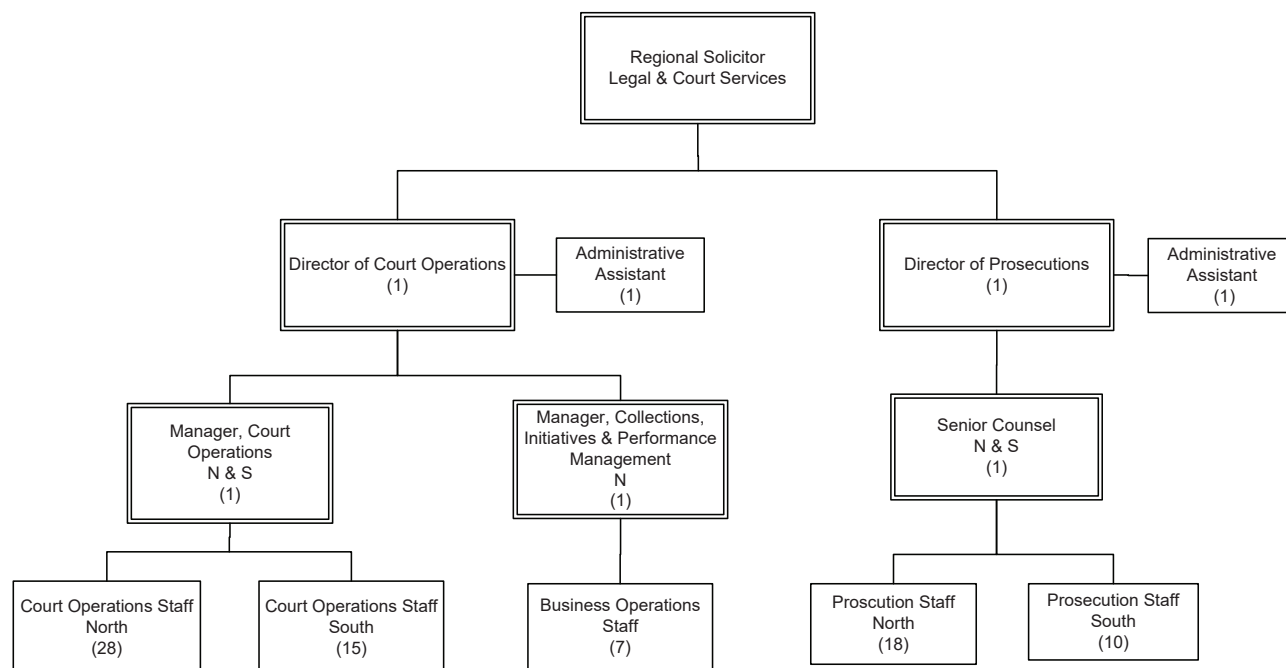 Regional Solicitor
Legal & Court Services
Director of Court Operations
(1)
Administrative
Assistant
(1)
Director of Prosecutions
(1)
Administrative
Assistant
(1)
Manager, Court
Operations
N & S
(1)
Manager, Collections,
Initiatives & Performance
Management
N
(1)
Senior Counsel
N & S
(1)
Court Operations Staff
North
(28)
Court Operations Staff
South
(15)
Business Operations
Staff
(7)
Proscution Staff
North
(18)
Prosecution Staff
South
(10)